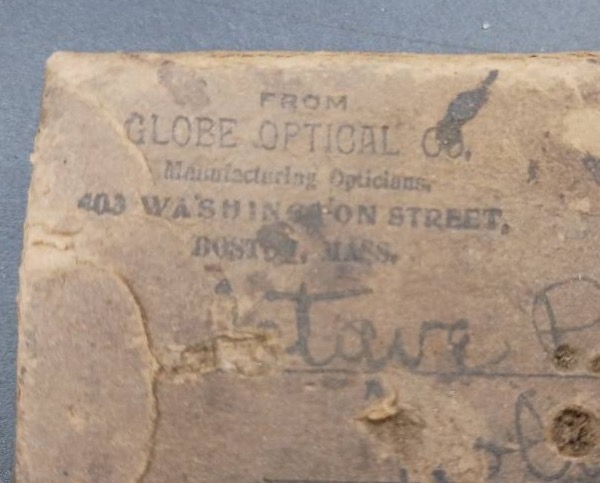 FROM
GLOBE OPTICAL CO.
Manufacturing Opticians,
403 WASHINGTON STREET,
BOSTON, MASS.